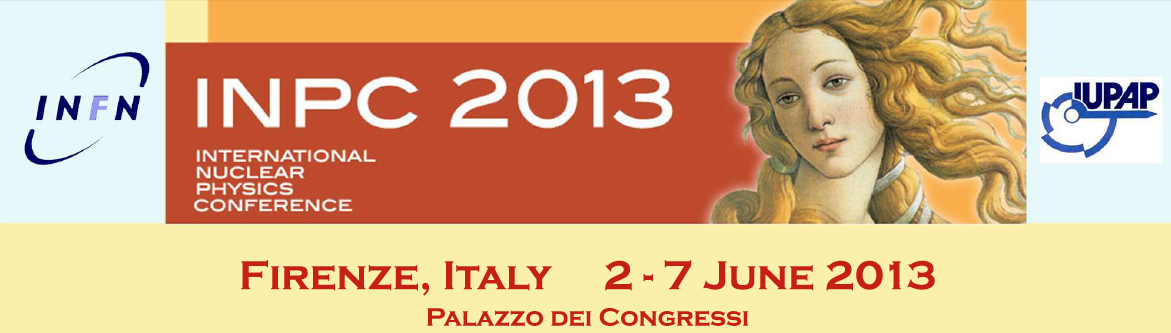 INFN
INPC 2013
INTERNATIONAL
NUCLEAR
PHYSICS
CONFERENCE
IUPAP
FIRENZE, ITALY 2 - 7 JUNE 2013
PALAZZO DEI CONGRESSI